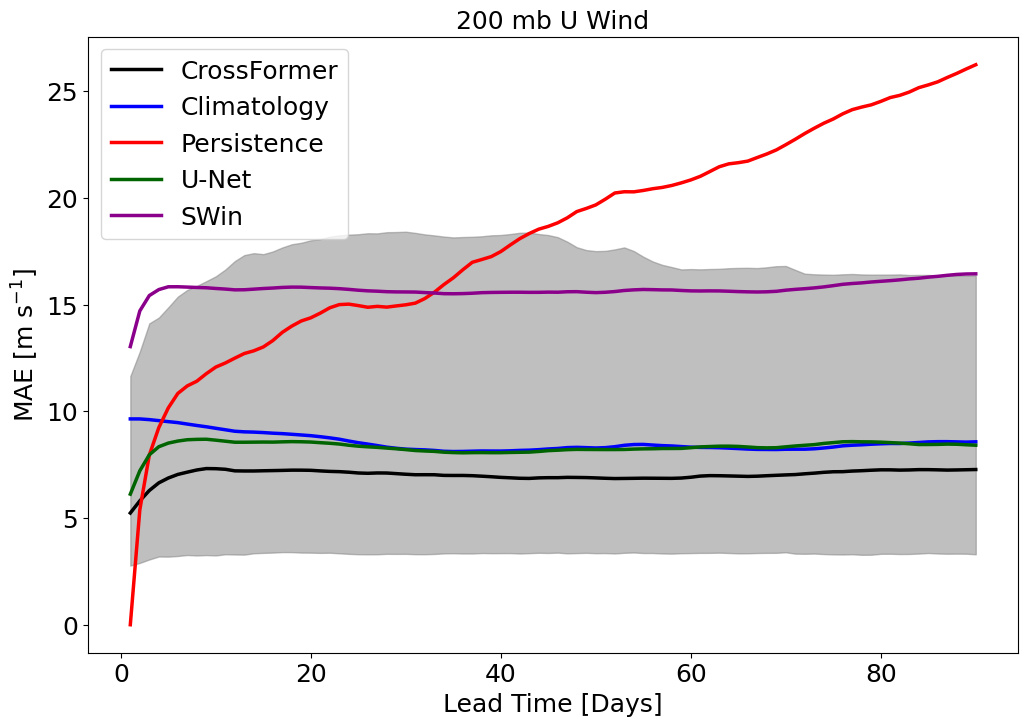 200 mb U Wind
CrossFormer
Climatology
Persistence
U-Net
SWin
MAE [m s⁻¹]
25
20
15
10
5
0
0 20 40 60 80
Lead Time [Days]